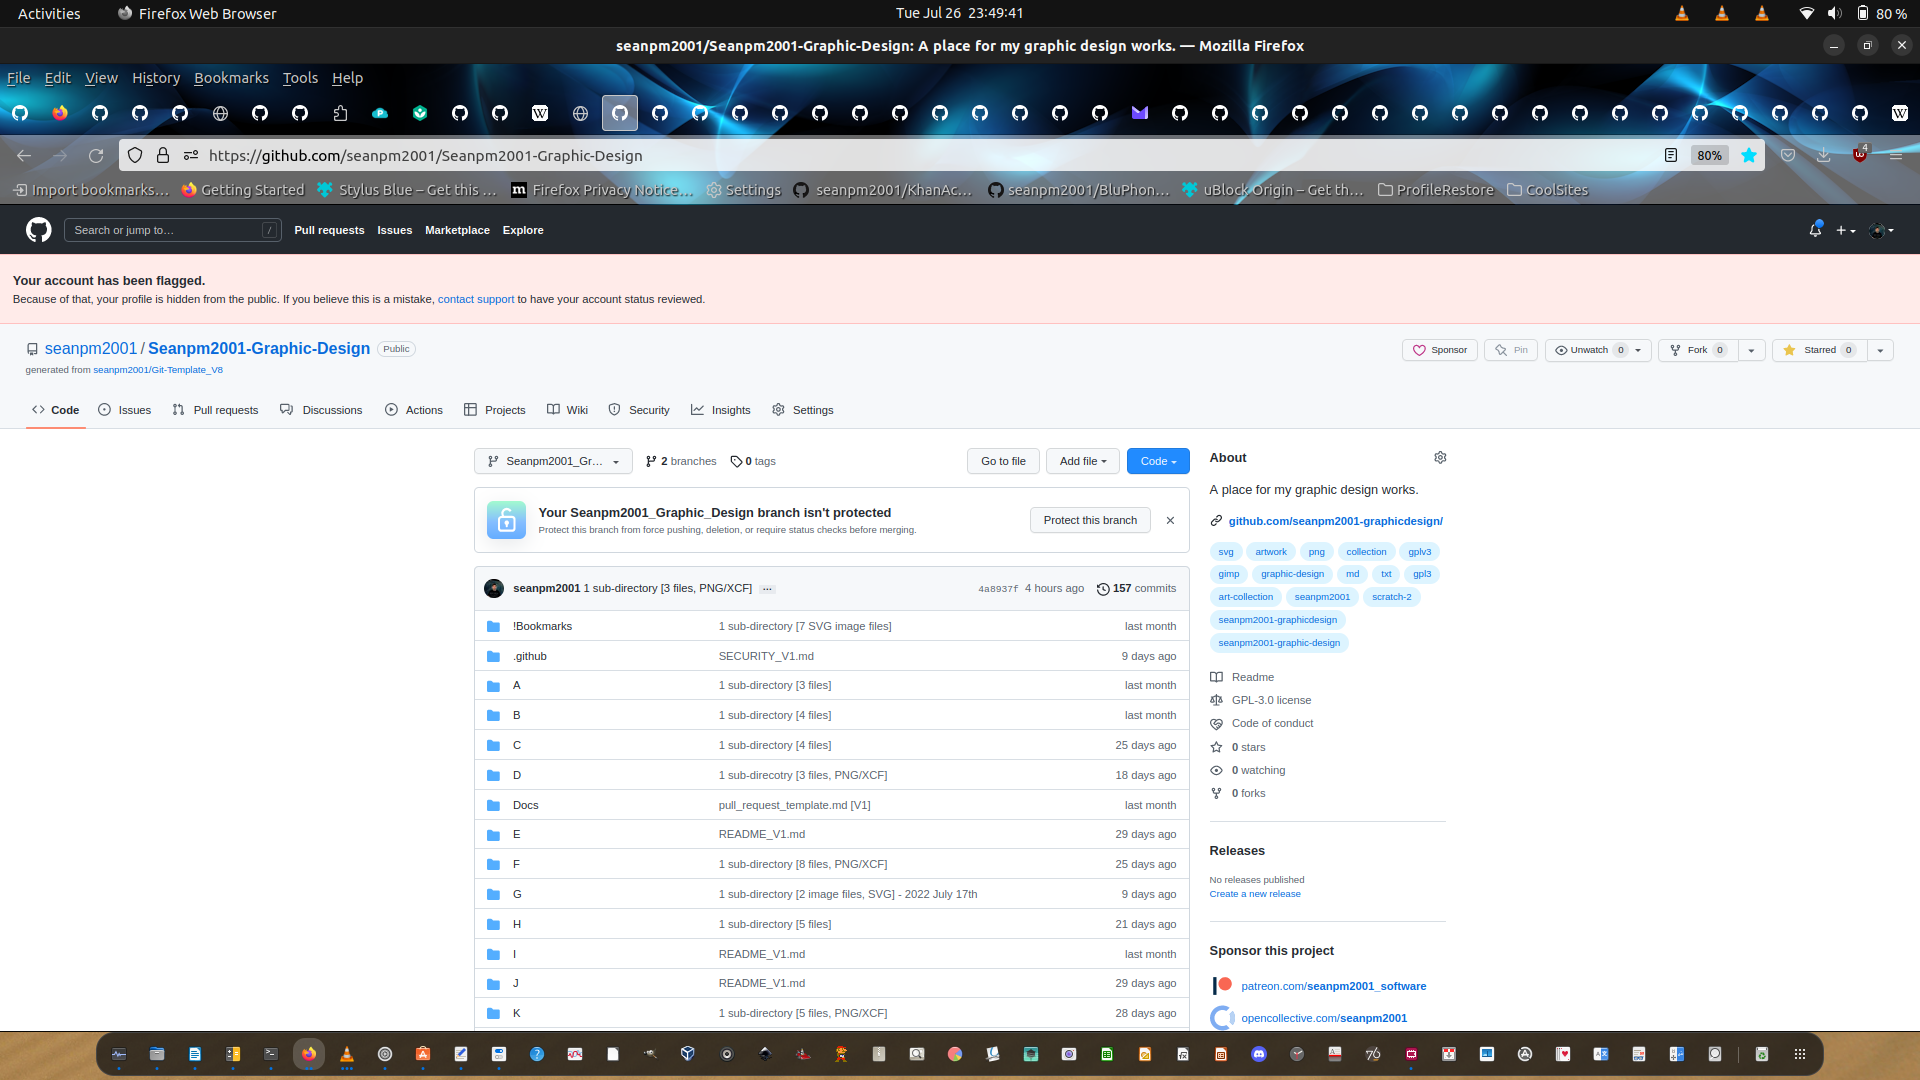 Activities
Firefox Web Browser
Tue Jul 26 23:49:41
80 %
seanpm2001/Seanpm2001-Graphic-Design: A place for my graphic design works. — Mozilla Firefox
File Edit View History Bookmarks Tools Help
https://github.com/seanpm2001/Seanpm2001-Graphic-Design
80%
4
Import bookmarks… Getting Started Stylus Blue – Get this … Firefox Privacy Notice… Settings seanpm2001/KhanAc… seanpm2001/BluPhon… uBlock Origin – Get th… ProfileRestore CoolSites
Search or jump to… / Pull requests Issues Marketplace Explore
Your account has been flagged.
Because of that, your profile is hidden from the public. If you believe this is a mistake, contact support to have your account status reviewed.
seanpm2001 / Seanpm2001-Graphic-Design Public
generated from seanpm2001/Git-Template_V8
Sponsor Pin Unwatch 0 Fork 0 Starred 0
Code Issues Pull requests Discussions Actions Projects Wiki Security Insights Settings
Seanpm2001_Gr… 2 branches 0 tags Go to file Add file Code
Your Seanpm2001_Graphic_Design branch isn't protected
Protect this branch from force pushing, deletion, or require status checks before merging.
Protect this branch
seanpm2001 1 sub-directory [3 files, PNG/XCF] … 4a8937f 4 hours ago 157 commits
!Bookmarks 1 sub-directory [7 SVG image files] last month
.github SECURITY_V1.md 9 days ago
A 1 sub-directory [3 files] last month
B 1 sub-directory [4 files] last month
C 1 sub-directory [4 files] 25 days ago
D 1 sub-direcotry [3 files, PNG/XCF] 18 days ago
Docs pull_request_template.md [V1] last month
E README_V1.md 29 days ago
F 1 sub-directory [8 files, PNG/XCF] 25 days ago
G 1 sub-directory [2 image files, SVG] - 2022 July 17th 9 days ago
H 1 sub-directory [5 files] 21 days ago
I README_V1.md last month
J README_V1.md 29 days ago
K 1 sub-directory [5 files, PNG/XCF] 28 days ago
About
A place for my graphic design works.
github.com/seanpm2001-graphicdesign/
svg artwork png collection gplv3
gimp graphic-design md txt gpl3
art-collection seanpm2001 scratch-2
seanpm2001-graphicdesign
seanpm2001-graphic-design
Readme
GPL-3.0 license
Code of conduct
0 stars
0 watching
0 forks
Releases
No releases published
Create a new release
Sponsor this project
patreon.com/seanpm2001_software
opencollective.com/seanpm2001